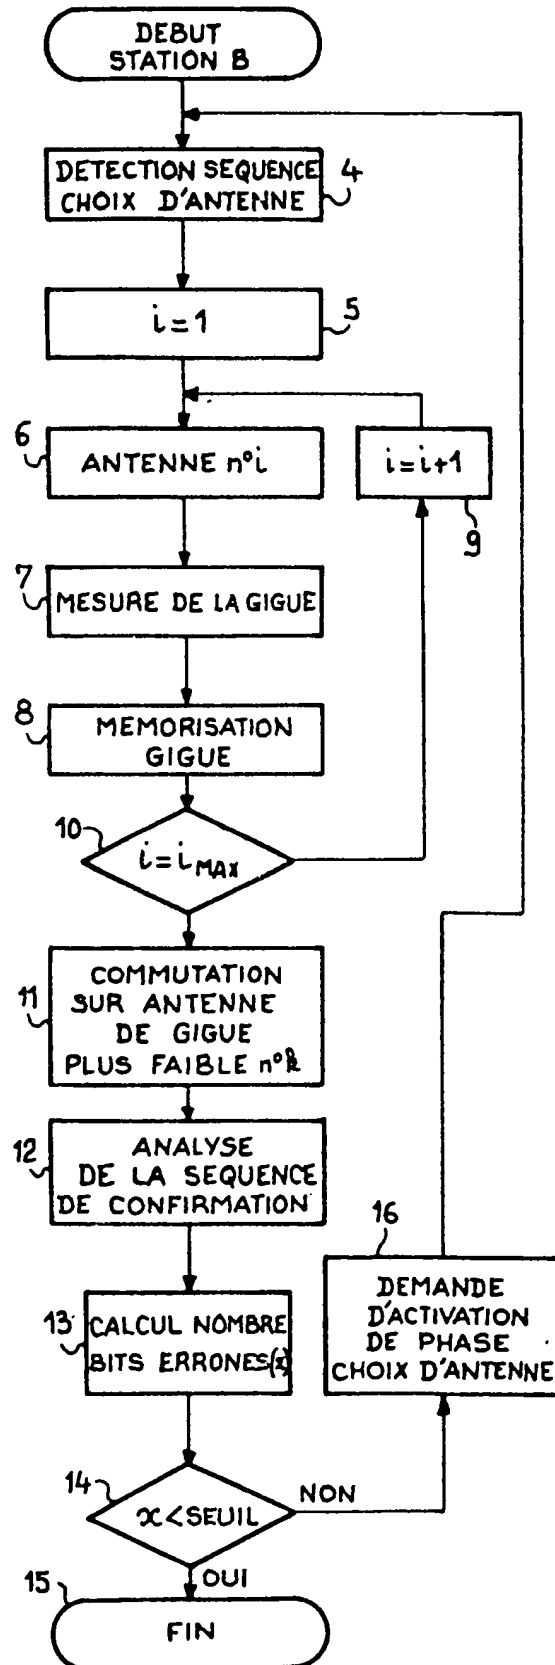 DEBUT
STATION B
DETECTION SEQUENCE
CHOIX D'ANTENNE
4
i=1
5
6
ANTENNE n°i
i=i+1
9
7
MESURE DE LA GIGUE
8
MEMORISATION
GIGUE
10
i=iMAX
11
COMMUTATION
SUR ANTENNE
DE GIGUE
PLUS FAIBLE n°k
12
ANALYSE
DE LA SEQUENCE
DE CONFIRMATION
16
DEMANDE
D'ACTIVATION
DE PHASE
CHOIX D'ANTENNE
13
CALCUL NOMBRE
BITS ERRONES(x)
14
x<SEUIL
NON
OUI
15
FIN